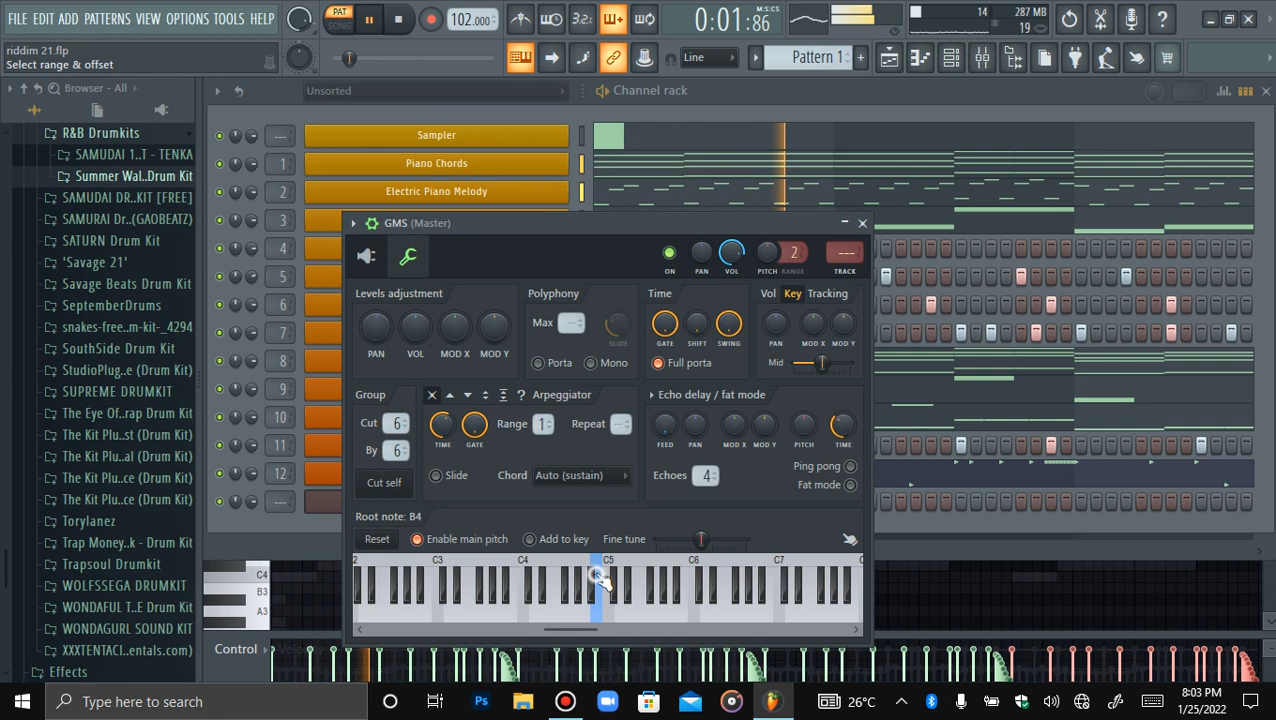 FILE EDIT ADD PATTERNS VIEW OPTIONS TOOLS HELP
PAT
SONG
102.000
3.2
0:01:86
M:S:CS
14
287 MB
19
riddim 21.flp
Select range & offset
Line
Pattern 1
Browser - All
Unsorted
Channel rack
R&B Drumkits
SAMUDAI 1..T - TENKA
Summer Wal..Drum Kit
SAMUDAI DR..KIT [FREE]
SAMURAI Dr..(GAOBEATZ)
SATURN Drum Kit
'Savage 21'
Savage Beats Drum Kit
SeptemberDrums
snakes-free..m-kit-_4294
SouthSide Drum Kit
StudioPlug..e (Drum Kit)
SUPREME DRUMKIT
The Eye Of..rap Drum Kit
The Kit Plu..st (Drum Kit)
The Kit Plu..al (Drum Kit)
The Kit Plu..ce (Drum Kit)
The Kit Plu..ce (Drum Kit)
Torylanez
Trap Money..k (Drum Kit)
Trapsoul Drumkit
WOLFSSEGA DRUMKIT
WONDAFUL T..M DRUM KIT
WONDAGURL SOUND KIT
XXXTENTACI..entals.com)
Effects
Sampler
1
Piano Chords
2
Electric Piano Melody
3
4
5
6
7
8
9
10
11
12
GMS (Master)
ON
PAN
VOL
PITCH
RANGE
2
TRACK
Levels adjustment
PAN
VOL
MOD X
MOD Y
Polyphony
Max
SLIDE
Porta
Mono
Time
GATE
SHIFT
SWING
Full porta
Vol Key Tracking
PAN
MOD X
MOD Y
Mid
Group
Cut 6
By 6
Cut self
Arpeggiator
TIME
GATE
Range 1
Repeat
Slide
Chord Auto (sustain)
Echo delay / fat mode
FEED
PAN
MOD X
MOD Y
PITCH
TIME
Echoes 4
Ping pong
Fat mode
Root note: B4
Reset
Enable main pitch
Add to key
Fine tune
2
C3
C4
C5
C6
C7
C
C4
B3
A3
Control
Type here to search
Ps
26°C
8:03 PM
1/25/2022